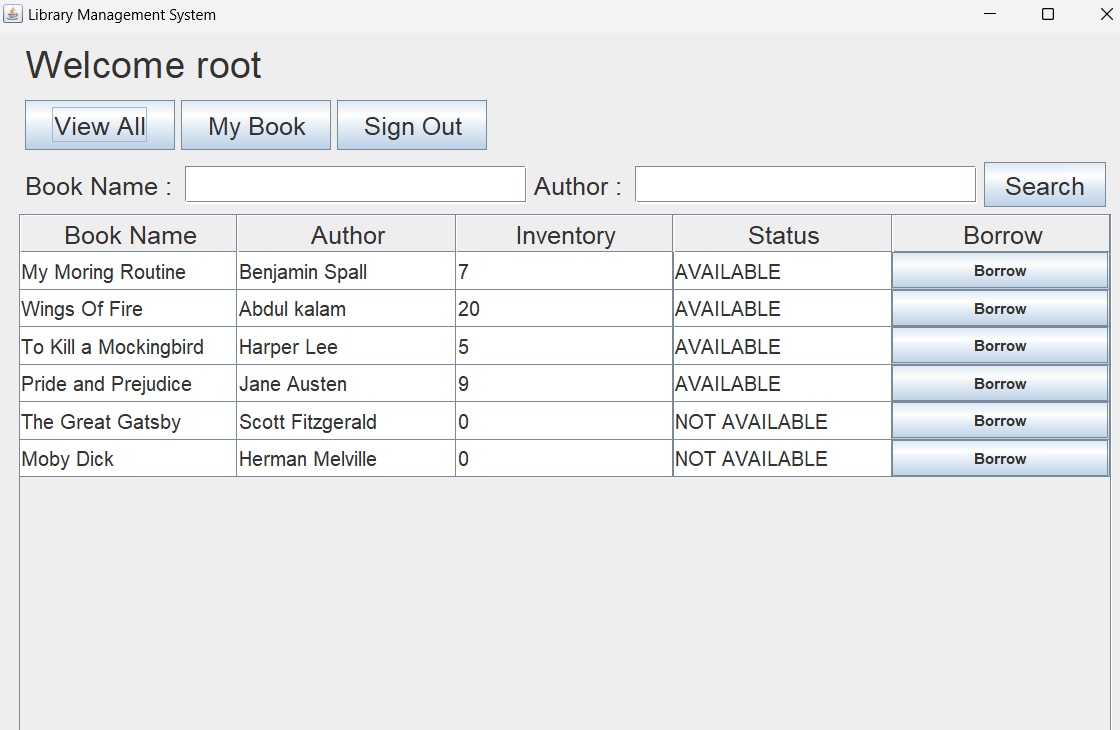 Library Management System
Welcome root
View All My Book Sign Out
Book Name : Author : Search
Book Name Author Inventory Status Borrow
My Moring Routine Benjamin Spall 7 AVAILABLE Borrow
Wings Of Fire Abdul kalam 20 AVAILABLE Borrow
To Kill a Mockingbird Harper Lee 5 AVAILABLE Borrow
Pride and Prejudice Jane Austen 9 AVAILABLE Borrow
The Great Gatsby Scott Fitzgerald 0 NOT AVAILABLE Borrow
Moby Dick Herman Melville 0 NOT AVAILABLE Borrow